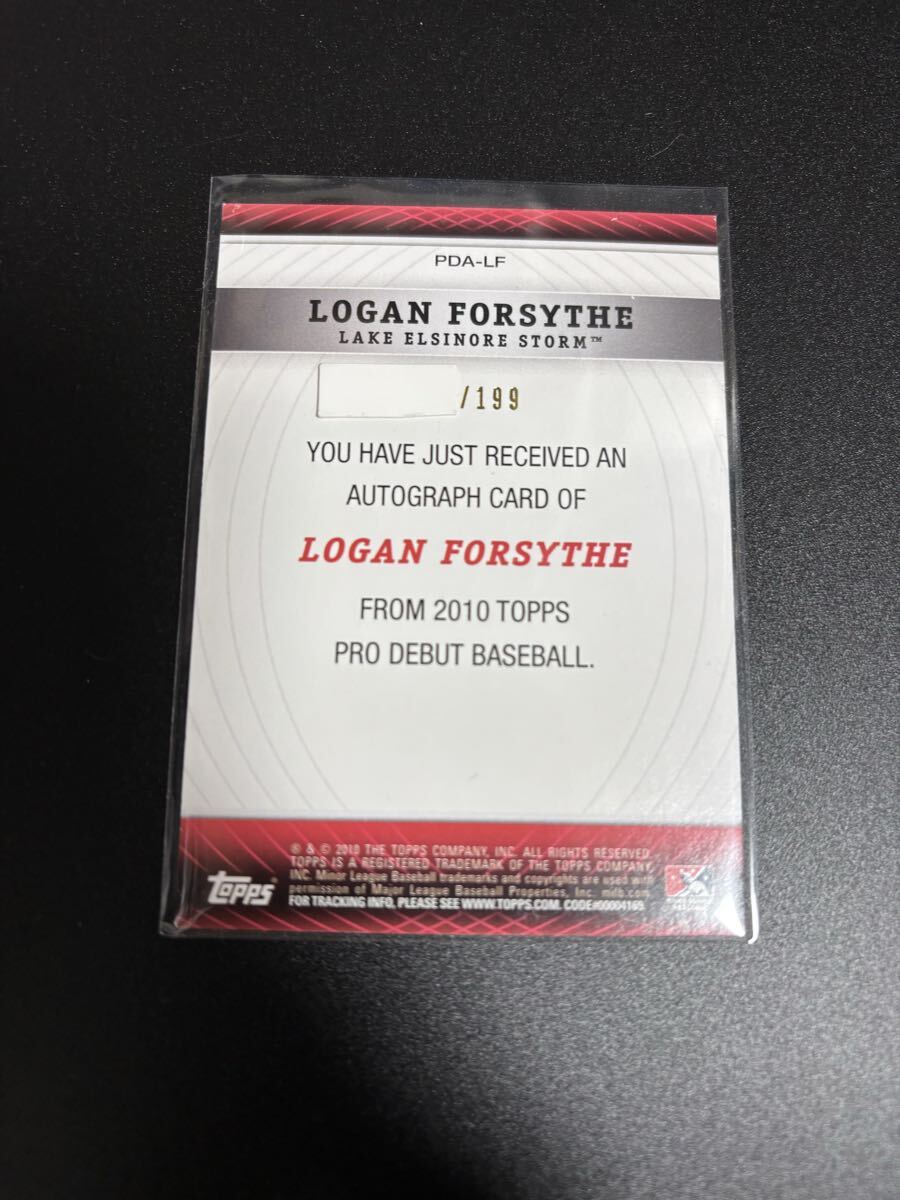 PDA-LF
LOGAN FORSYTHE
LAKE ELSINORE STORM™
/199
YOU HAVE JUST RECEIVED AN
AUTOGRAPH CARD OF
LOGAN FORSYTHE
FROM 2010 TOPPS
PRO DEBUT BASEBALL.
® & © 2010 THE TOPPS COMPANY, INC. ALL RIGHTS RESERVED
TOPPS IS A REGISTERED TRADEMARK OF THE TOPPS COMPANY
INC. Minor League Baseball trademarks and copyrights are used with
permission of Major League Baseball Properties, Inc. milb.com
FOR TRACKING INFO, PLEASE SEE WWW.TOPPS.COM. CODE#00004165
topps